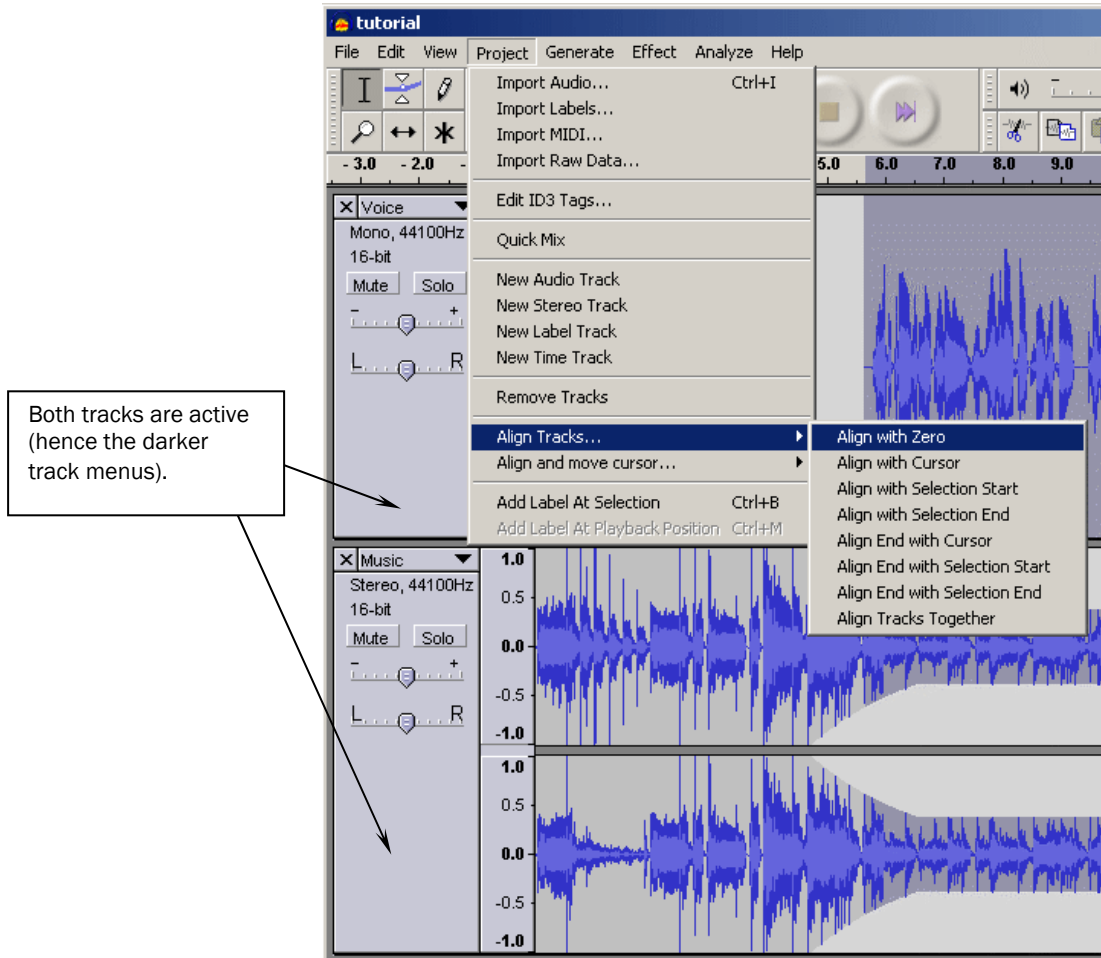 tutorial
File Edit View Project Generate Effect Analyze Help
Import Audio... Ctrl+I
Import Labels...
Import MIDI...
Import Raw Data...
Edit ID3 Tags...
Quick Mix
New Audio Track
New Stereo Track
New Label Track
New Time Track
Remove Tracks
Align Tracks...
Align and move cursor...
Add Label At Selection Ctrl+B
Add Label At Playback Position Ctrl+M
Align with Zero
Align with Cursor
Align with Selection Start
Align with Selection End
Align End with Cursor
Align End with Selection Start
Align End with Selection End
Align Tracks Together
- 3.0 - 2.0 - 5.0 6.0 7.0 8.0 9.0
Voice
Mono, 44100Hz
16-bit
Mute Solo
- +
L R
Both tracks are active
(hence the darker
track menus).
Music
Stereo, 44100Hz
16-bit
Mute Solo
- +
L R
1.0
0.5
0.0
-0.5
-1.0
1.0
0.5
0.0
-0.5
-1.0